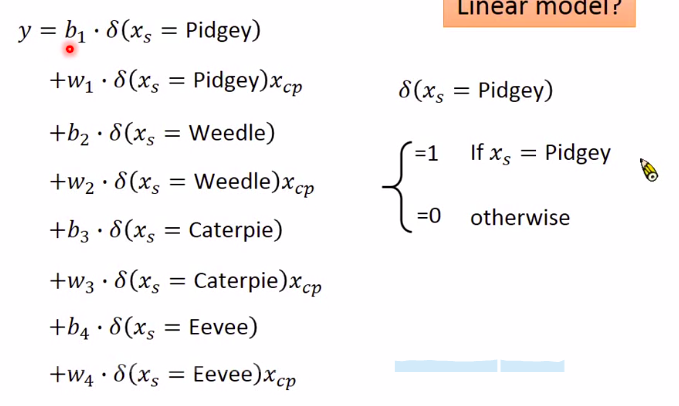 Linear model?
y = b₁ · δ(xₛ = Pidgey)
+w₁ · δ(xₛ = Pidgey)x_cp
+b₂ · δ(xₛ = Weedle)
+w₂ · δ(xₛ = Weedle)x_cp
+b₃ · δ(xₛ = Caterpie)
+w₃ · δ(xₛ = Caterpie)x_cp
+b₄ · δ(xₛ = Eevee)
+w₄ · δ(xₛ = Eevee)x_cp
δ(xₛ = Pidgey)
=1 If xₛ = Pidgey
=0 otherwise